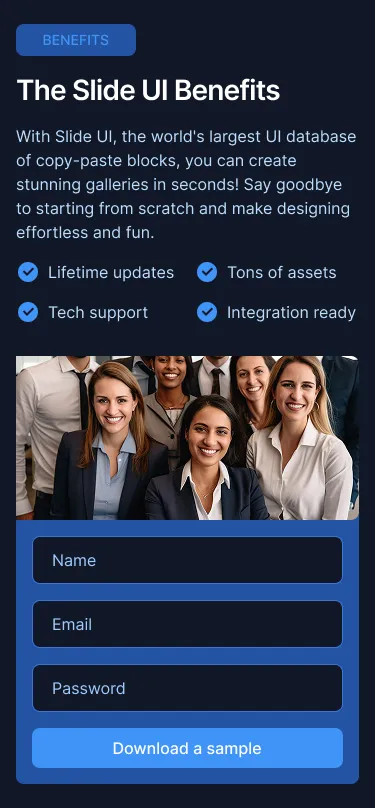 BENEFITS
The Slide UI Benefits
With Slide UI, the world's largest UI database
of copy-paste blocks, you can create
stunning galleries in seconds! Say goodbye
to starting from scratch and make designing
effortless and fun.
Lifetime updates
Tons of assets
Tech support
Integration ready
Name
Email
Password
Download a sample